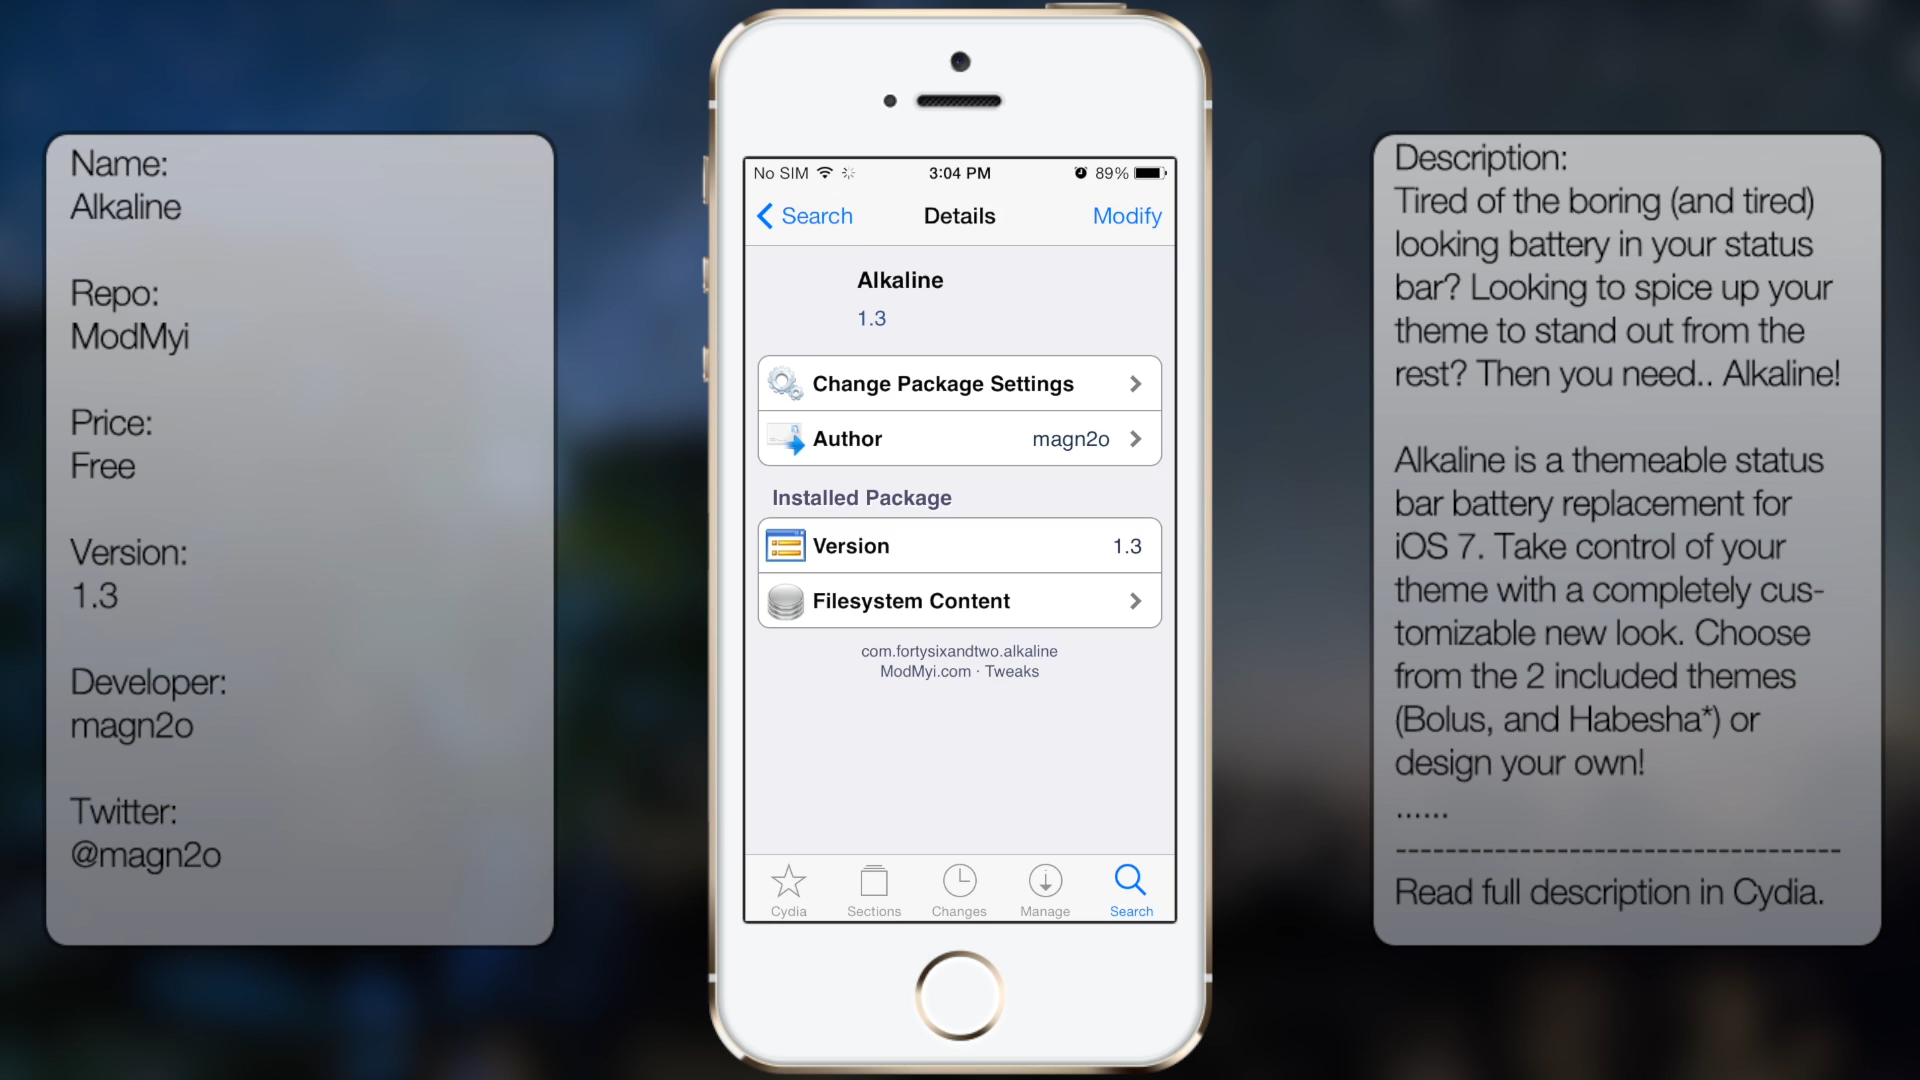 Name:
Alkaline
Repo:
ModMyi
Price:
Free
Version:
1.3
Developer:
magn2o
Twitter:
@magn2o
No SIM 3:04 PM 89%
Search Details Modify
Alkaline
1.3
Change Package Settings
Author magn2o
Installed Package
Version 1.3
Filesystem Content
com.fortysixandtwo.alkaline
ModMyi.com · Tweaks
Cydia Sections Changes Manage Search
Description:
Tired of the boring (and tired)
looking battery in your status
bar? Looking to spice up your
theme to stand out from the
rest? Then you need.. Alkaline!
Alkaline is a themeable status
bar battery replacement for
iOS 7. Take control of your
theme with a completely cus-
tomizable new look. Choose
from the 2 included themes
(Bolus, and Habesha*) or
design your own!
......
------------------------------------
Read full description in Cydia.